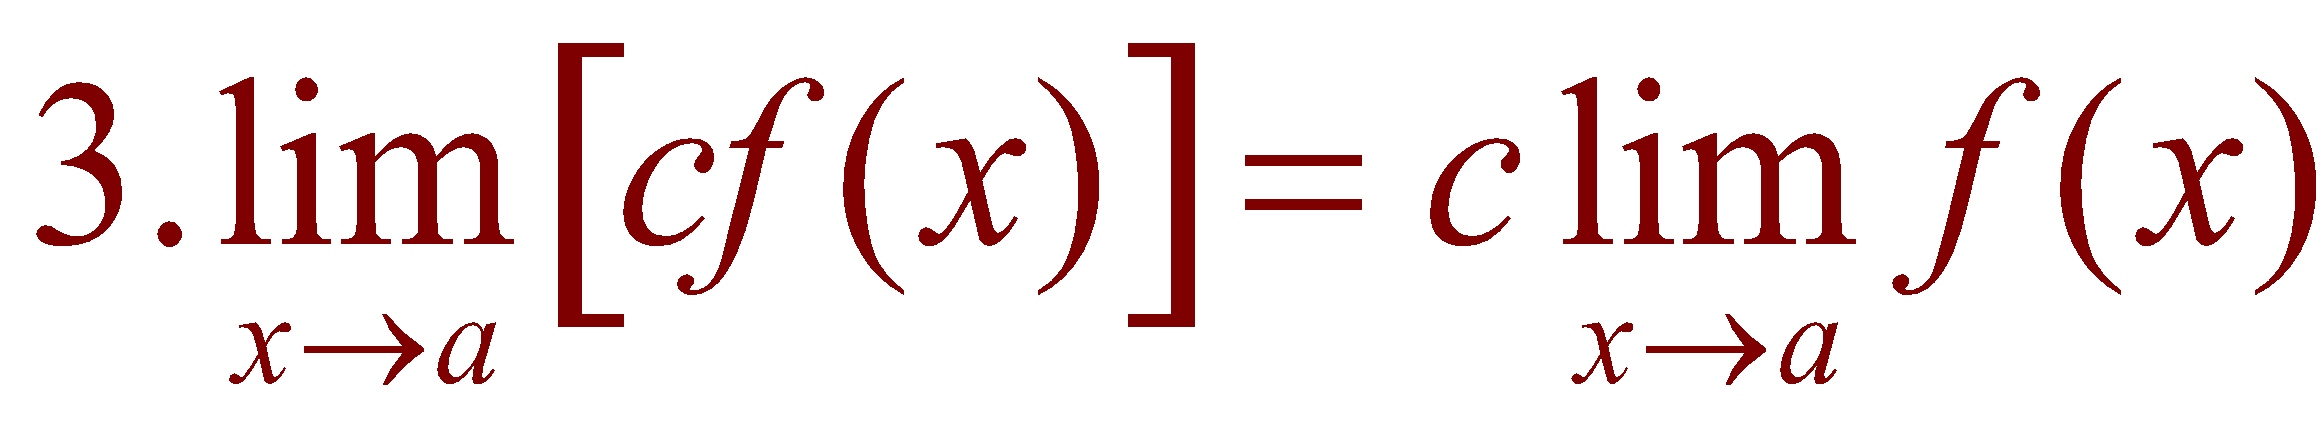 3. lim x→a [cf(x)] = c lim x→a f(x)